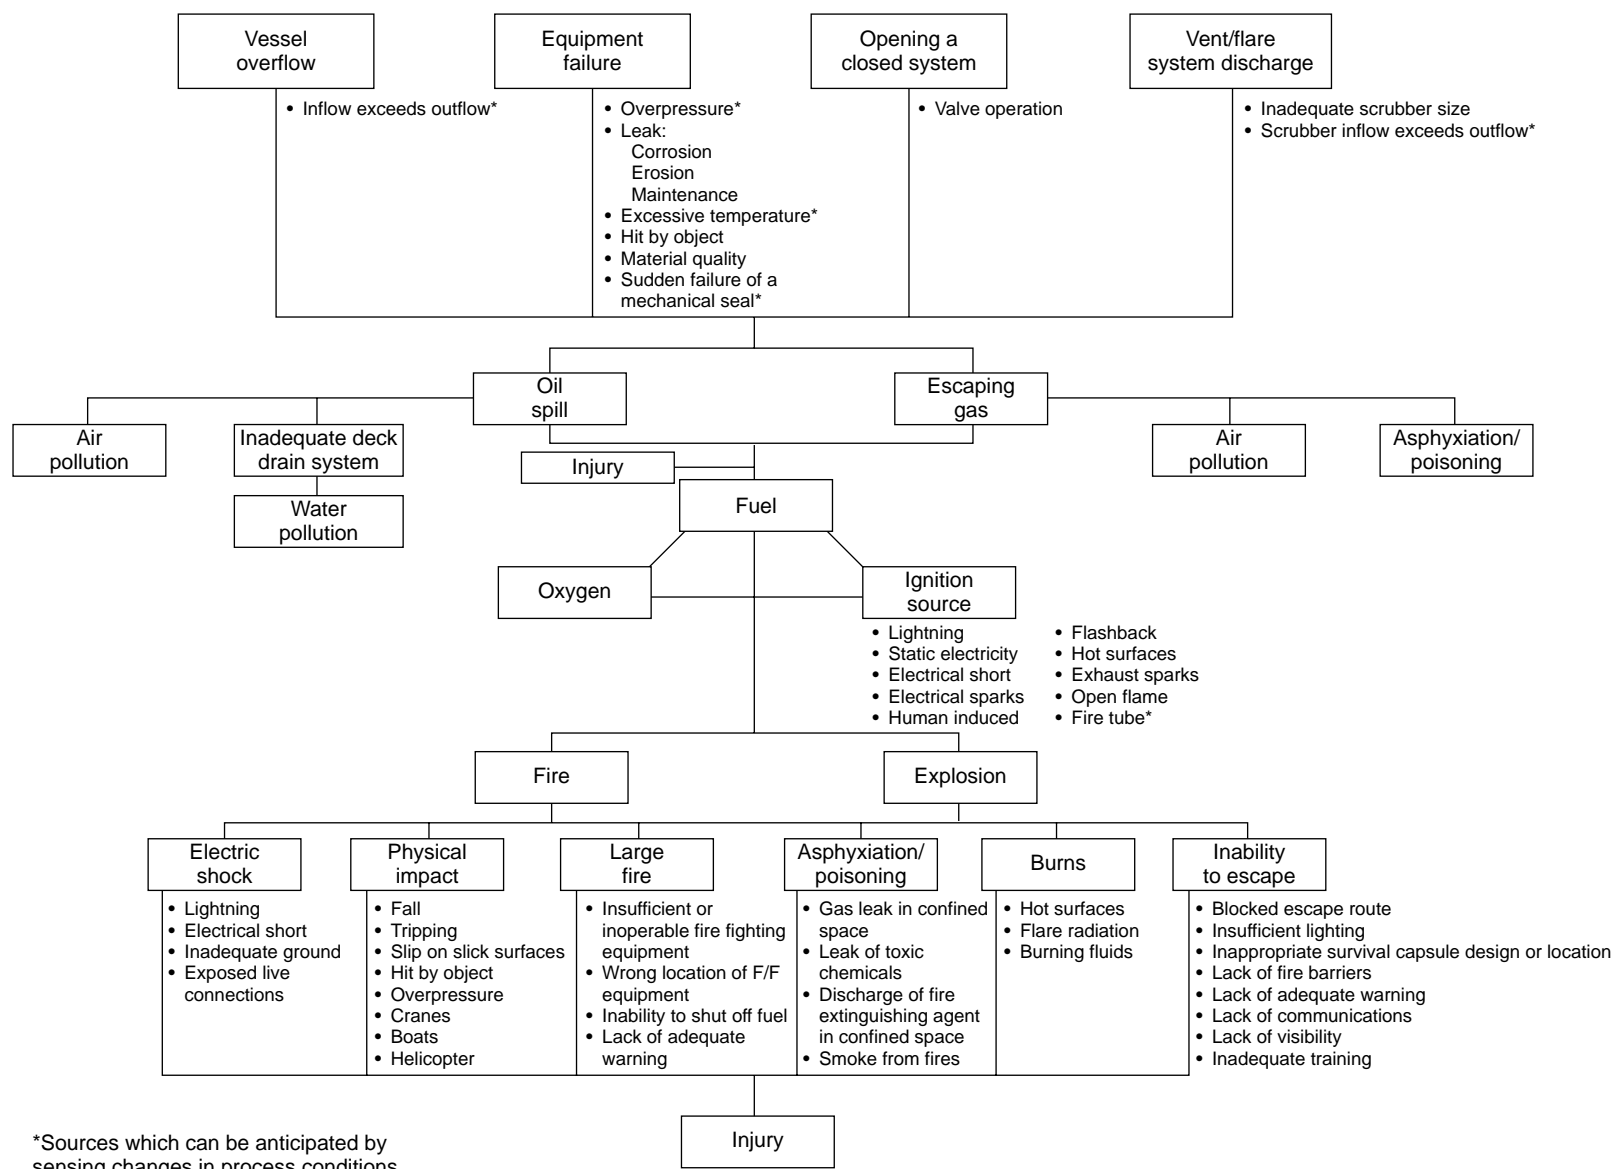 Vessel
overflow
Equipment
failure
Opening a
closed system
Vent/flare
system discharge
• Inflow exceeds outflow*
• Overpressure*
• Leak:
Corrosion
Erosion
Maintenance
• Excessive temperature*
• Hit by object
• Material quality
• Sudden failure of a
mechanical seal*
• Valve operation
• Inadequate scrubber size
• Scrubber inflow exceeds outflow*
Oil
spill
Escaping
gas
Air
pollution
Inadequate deck
drain system
Water
pollution
Injury
Air
pollution
Asphyxiation/
poisoning
Fuel
Oxygen
Ignition
source
• Lightning
• Static electricity
• Electrical short
• Electrical sparks
• Human induced
• Flashback
• Hot surfaces
• Exhaust sparks
• Open flame
• Fire tube*
Fire
Explosion
Electric
shock
• Lightning
• Electrical short
• Inadequate ground
• Exposed live
connections
Physical
impact
• Fall
• Tripping
• Slip on slick surfaces
• Hit by object
• Overpressure
• Cranes
• Boats
• Helicopter
Large
fire
• Insufficient or
inoperable fire fighting
equipment
• Wrong location of F/F
equipment
• Inability to shut off fuel
• Lack of adequate
warning
Asphyxiation/
poisoning
• Gas leak in confined
space
• Leak of toxic
chemicals
• Discharge of fire
extinguishing agent
in confined space
• Smoke from fires
Burns
• Hot surfaces
• Flare radiation
• Burning fluids
Inability
to escape
• Blocked escape route
• Insufficient lighting
• Inappropriate survival capsule design or location
• Lack of fire barriers
• Lack of adequate warning
• Lack of communications
• Lack of visibility
• Inadequate training
Injury
*Sources which can be anticipated by
sensing changes in process conditions